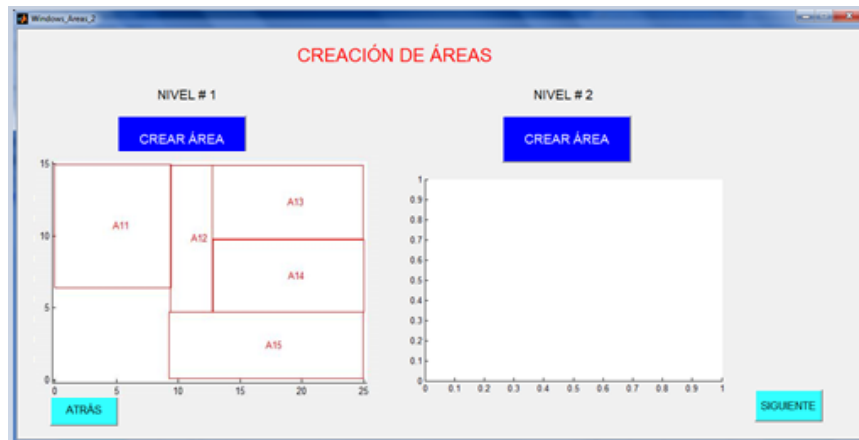 Windows_Areas_2
CREACIÓN DE ÁREAS
NIVEL # 1
NIVEL # 2
CREAR ÁREA
CREAR ÁREA
15
10
5
0
0 5 10 15 20 25
A11
A12
A13
A14
A15
1
0.9
0.8
0.7
0.6
0.5
0.4
0.3
0.2
0.1
0
0 0.1 0.2 0.3 0.4 0.5 0.6 0.7 0.8 0.9 1
ATRÁS
SIGUIENTE